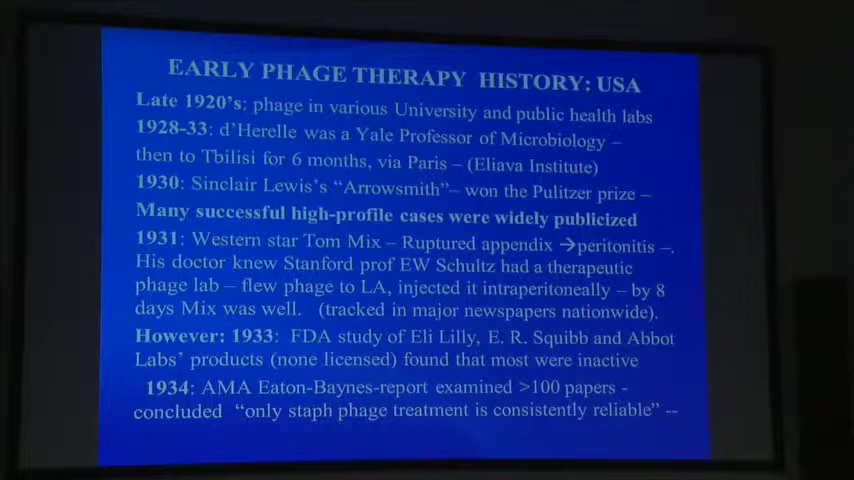 EARLY PHAGE THERAPY HISTORY: USA
Late 1920's: phage in various University and public health labs
1928-33: d'Herelle was a Yale Professor of Microbiology –
then to Tbilisi for 6 months, via Paris – (Eliava Institute)
1930: Sinclair Lewis's "Arrowsmith"– won the Pulitzer prize –
Many successful high-profile cases were widely publicized
1931: Western star Tom Mix – Ruptured appendix →peritonitis –.
His doctor knew Stanford prof EW Schultz had a therapeutic
phage lab – flew phage to LA, injected it intraperitoneally – by 8
days Mix was well. (tracked in major newspapers nationwide).
However: 1933: FDA study of Eli Lilly, E. R. Squibb and Abbot
Labs' products (none licensed) found that most were inactive
1934: AMA Eaton-Baynes-report examined >100 papers -
concluded "only staph phage treatment is consistently reliable" --